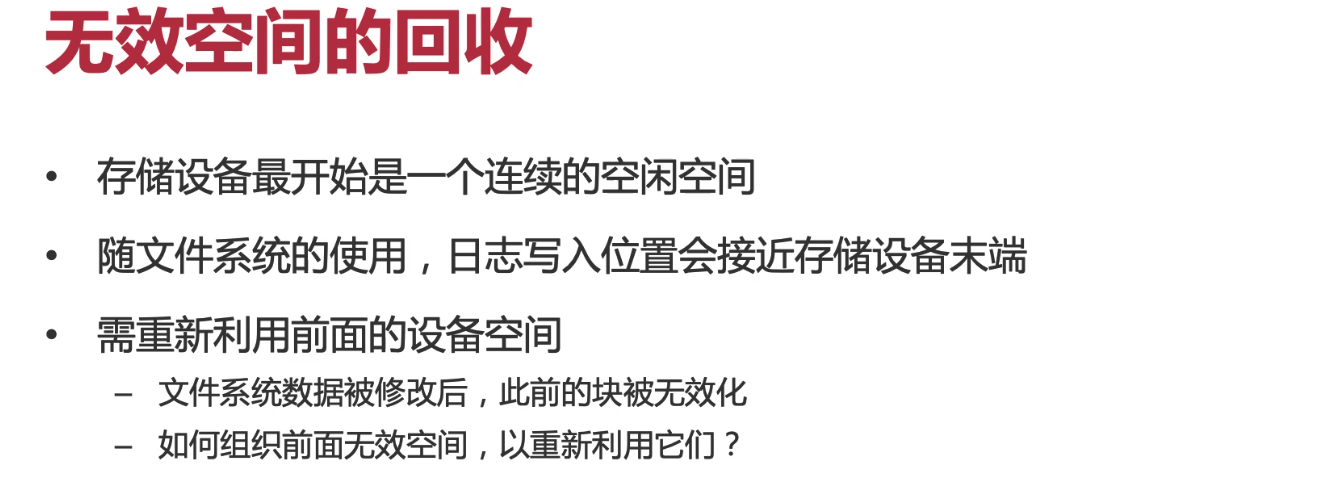 无效空间的回收
• 存储设备最开始是一个连续的空闲空间
• 随文件系统的使用，日志写入位置会接近存储设备末端
• 需重新利用前面的设备空间
– 文件系统数据被修改后，此前的块被无效化
– 如何组织前面无效空间，以重新利用它们？